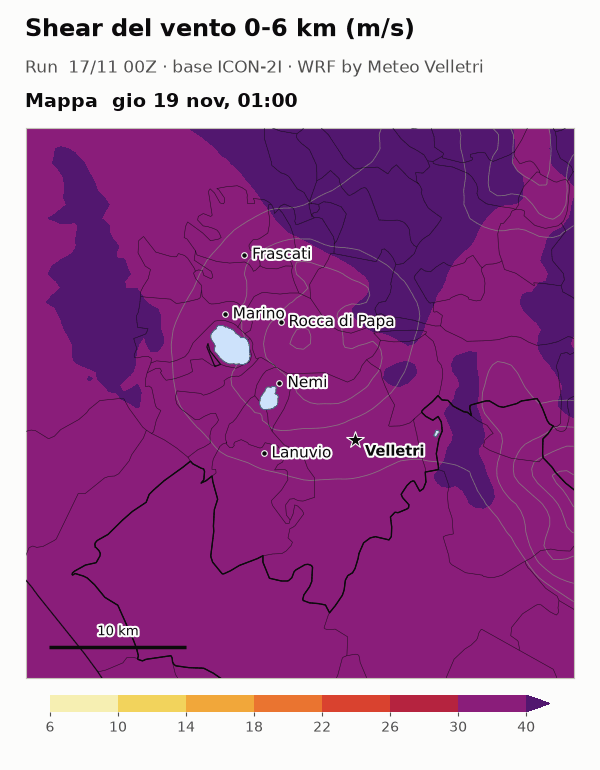 Shear del vento 0-6 km (m/s)
Run  17/11 00Z · base ICON-2I · WRF by Meteo Velletri
Mappa  gio 19 nov, 01:00
Frascati
Marino
Rocca di Papa
Nemi
Velletri
Lanuvio
10 km
6 10 14 18 22 26 30 40